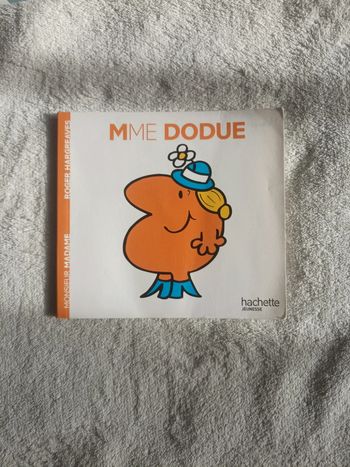 MME DODUE
ROGER HARGREAVES
MONSIEUR MADAME
hachette
JEUNESSE